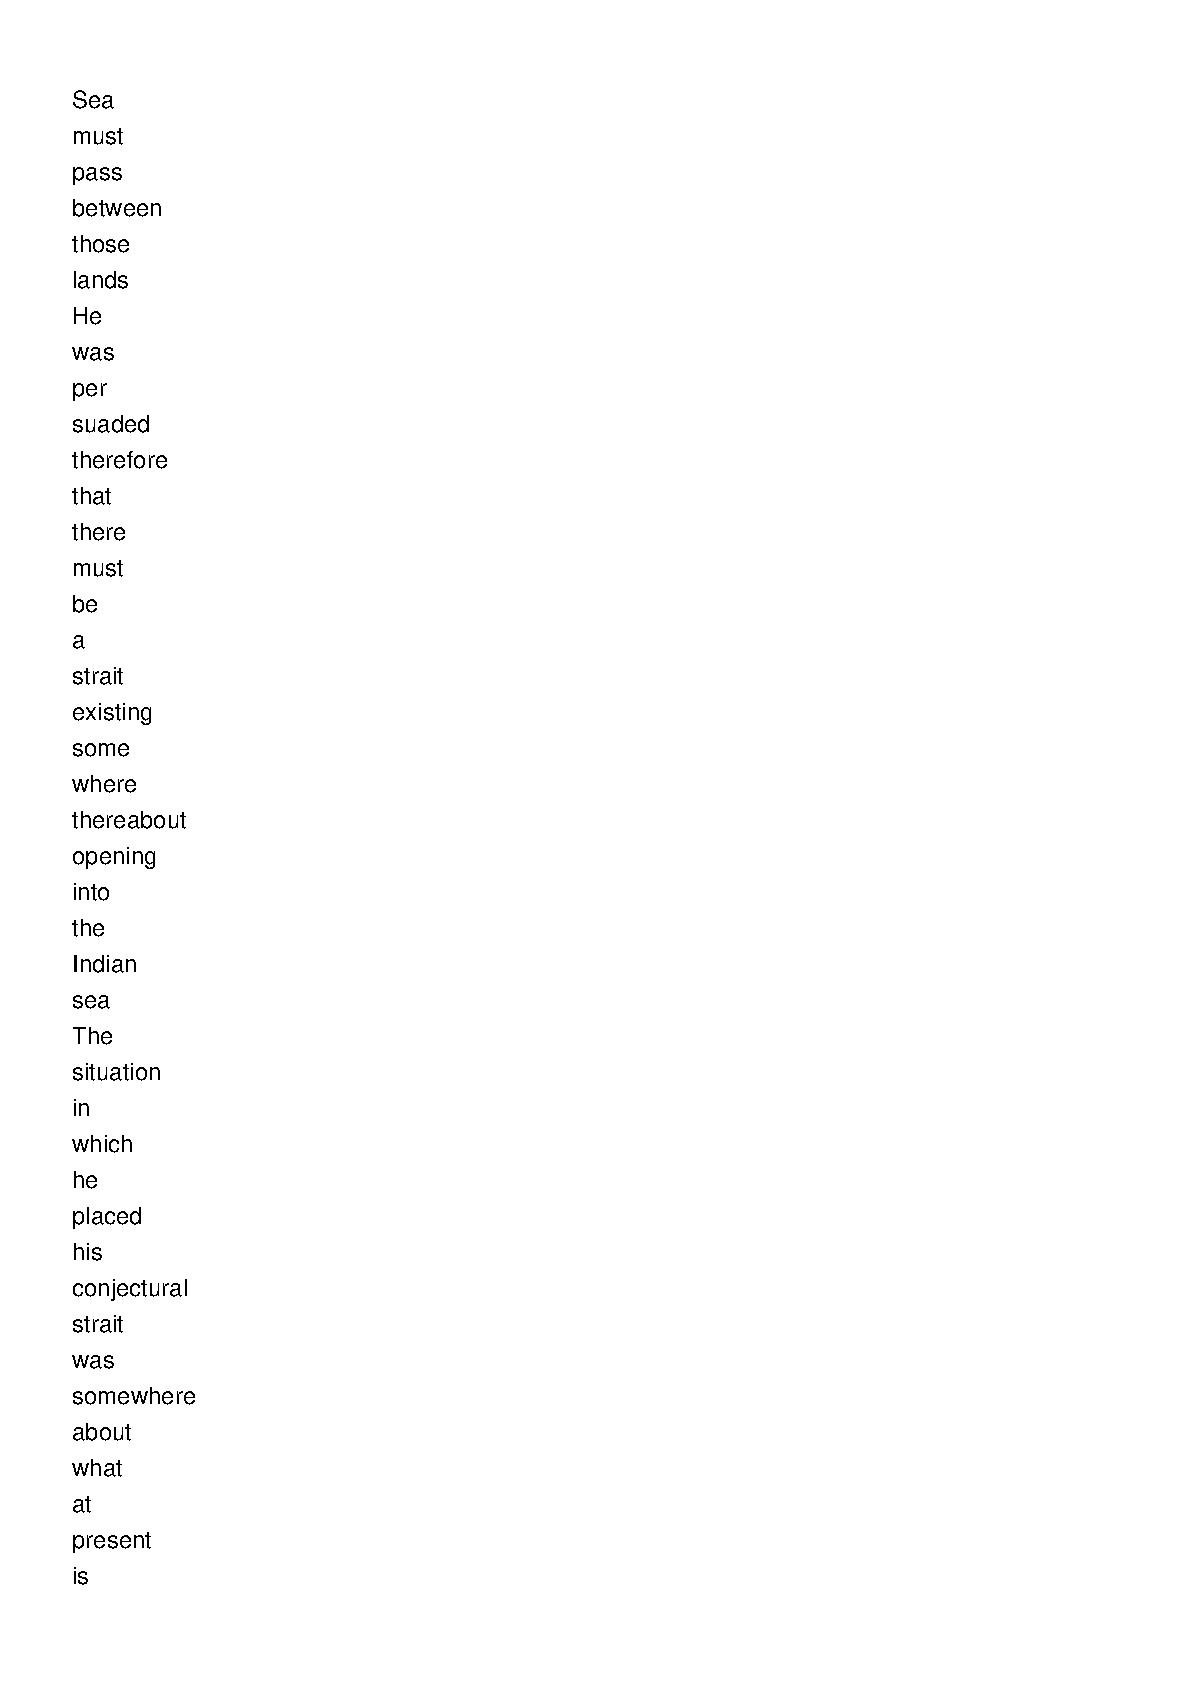 Sea
must
pass
between
those
lands
He
was
per
suaded
therefore
that
there
must
be
a
strait
existing
some
where
thereabout
opening
into
the
Indian
sea
The
situation
in
which
he
placed
his
conjectural
strait
was
somewhere
about
what
at
present
is